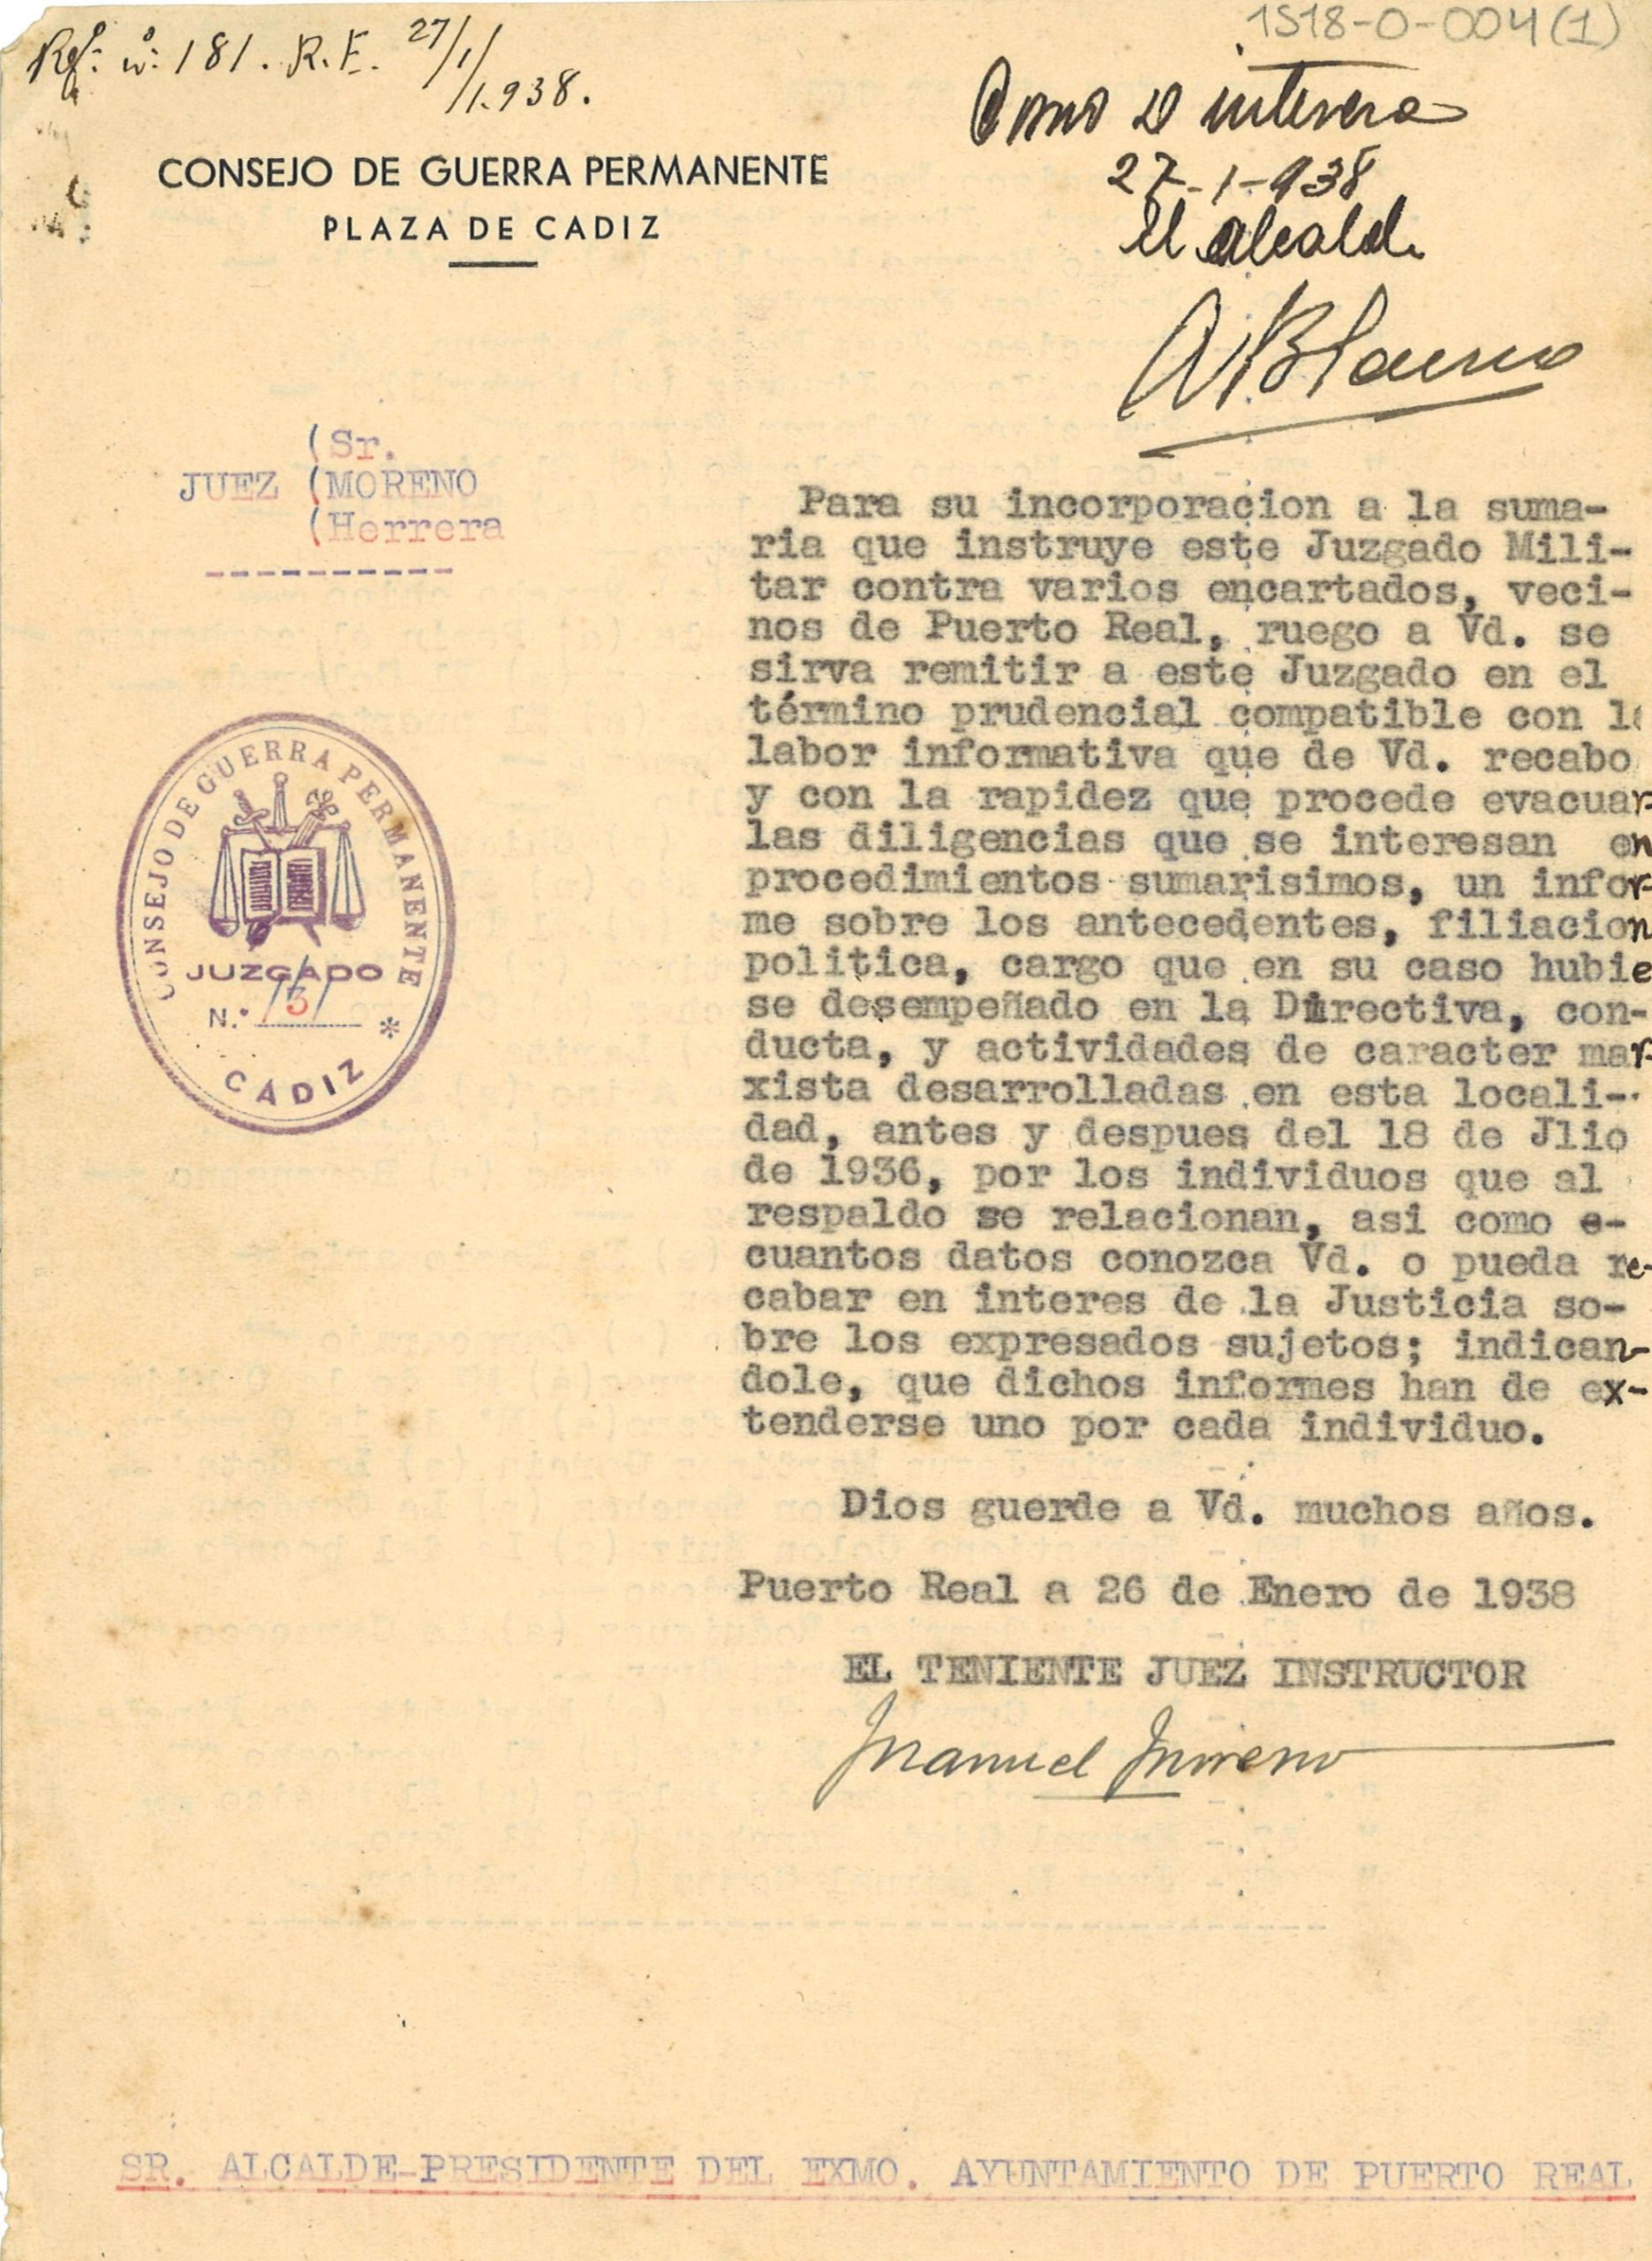 1518-0-004(1)
Refª nº: 181. R.E. 27/1/1.938.
Como se interesa
27-1-938
El alcalde
A Blanco
CONSEJO DE GUERRA PERMANENTE
PLAZA DE CADIZ
(Sr.
JUEZ (MORENO
(Herrera
-----------
CONSEJO DE GUERRA PERMANENTE
JUZGADO
N.º
* CÁDIZ
Para su incorporacion a la suma-
ria que instruye este Juzgado Mili-
tar contra varios encartados, veci-
nos de Puerto Real, ruego a Vd. se
sirva remitir a este Juzgado en el
término prudencial compatible con la
labor informativa que de Vd. recabo
y con la rapidez que procede evacuar
las diligencias que se interesan en
procedimientos sumarisimos, un infor-
me sobre los antecedentes, filiacion
politica, cargo que en su caso hubie
se desempeñado en la Directiva, con-
ducta, y actividades de caracter mar-
xista desarrolladas en esta locali-
dad, antes y despues del 18 de Jlio
de 1936, por los individuos que al
respaldo se relacionan, asi como e-
cuantos datos conozca Vd. o pueda re-
cabar en interes de la Justicia so-
bre los expresados sujetos; indican-
dole, que dichos informes han de ex-
tenderse uno por cada individuo.
Dios guerde a Vd. muchos años.
Puerto Real a 26 de Enero de 1938
EL TENIENTE JUEZ INSTRUCTOR
Manuel Moreno
SR. ALCALDE-PRESIDENTE DEL EXMO. AYUNTAMIENTO DE PUERTO REAL